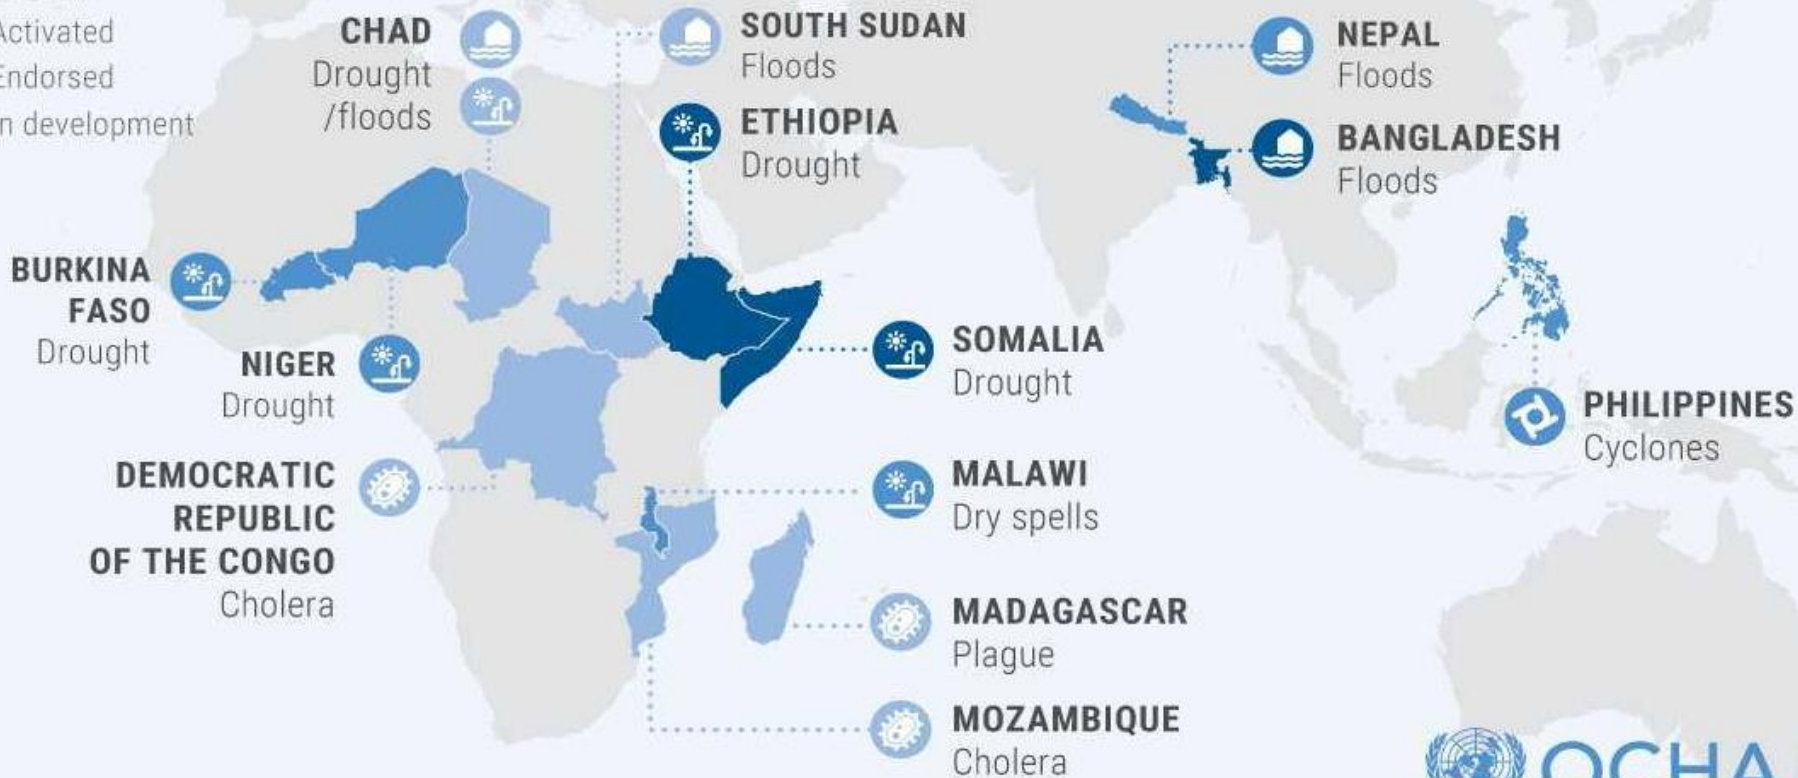 Activated
Endorsed
In development
CHAD
Drought
/floods
SOUTH SUDAN
Floods
ETHIOPIA
Drought
NEPAL
Floods
BANGLADESH
Floods
BURKINA
FASO
Drought
NIGER
Drought
SOMALIA
Drought
PHILIPPINES
Cyclones
DEMOCRATIC
REPUBLIC
OF THE CONGO
Cholera
MALAWI
Dry spells
MADAGASCAR
Plague
MOZAMBIQUE
Cholera
OCHA